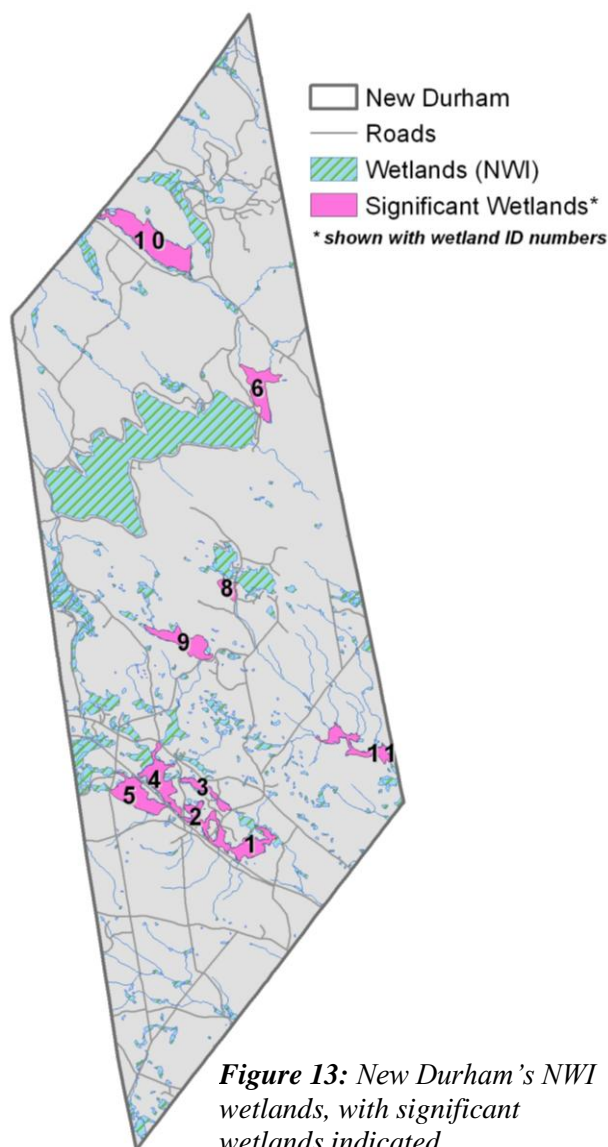 New Durham
Roads
Wetlands (NWI)
Significant Wetlands*
* shown with wetland ID numbers
10
6
8
9
11
4
3
5
2
1
Figure 13: New Durham’s NWI
wetlands, with significant
wetlands indicated